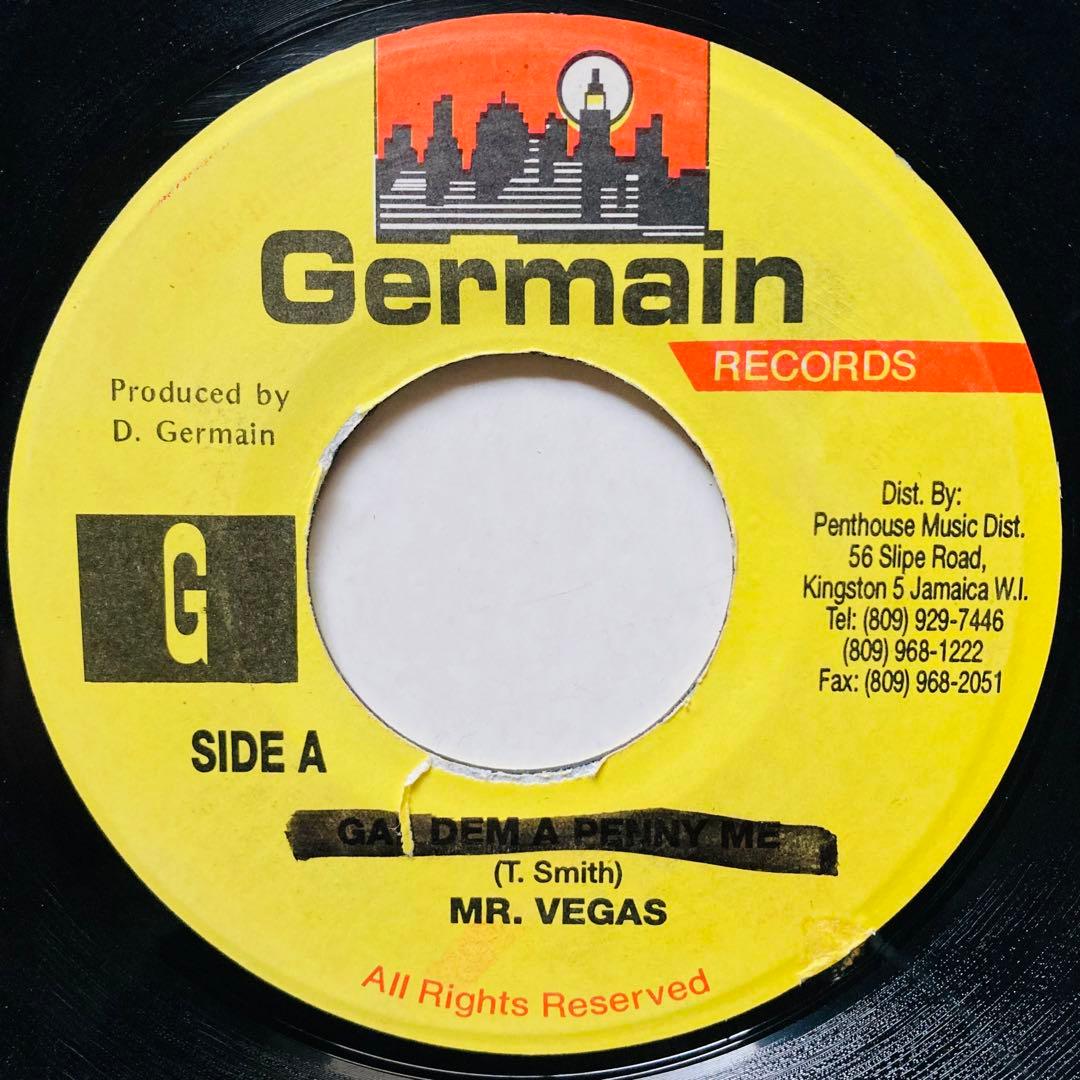 Germain
RECORDS
Produced by
D. Germain
G
Dist. By:
Penthouse Music Dist.
56 Slipe Road,
Kingston 5 Jamaica W.I.
Tel: (809) 929-7446
(809) 968-1222
Fax: (809) 968-2051
SIDE A
DEM A PENNY ME
(T. Smith)
MR. VEGAS
All Rights Reserved